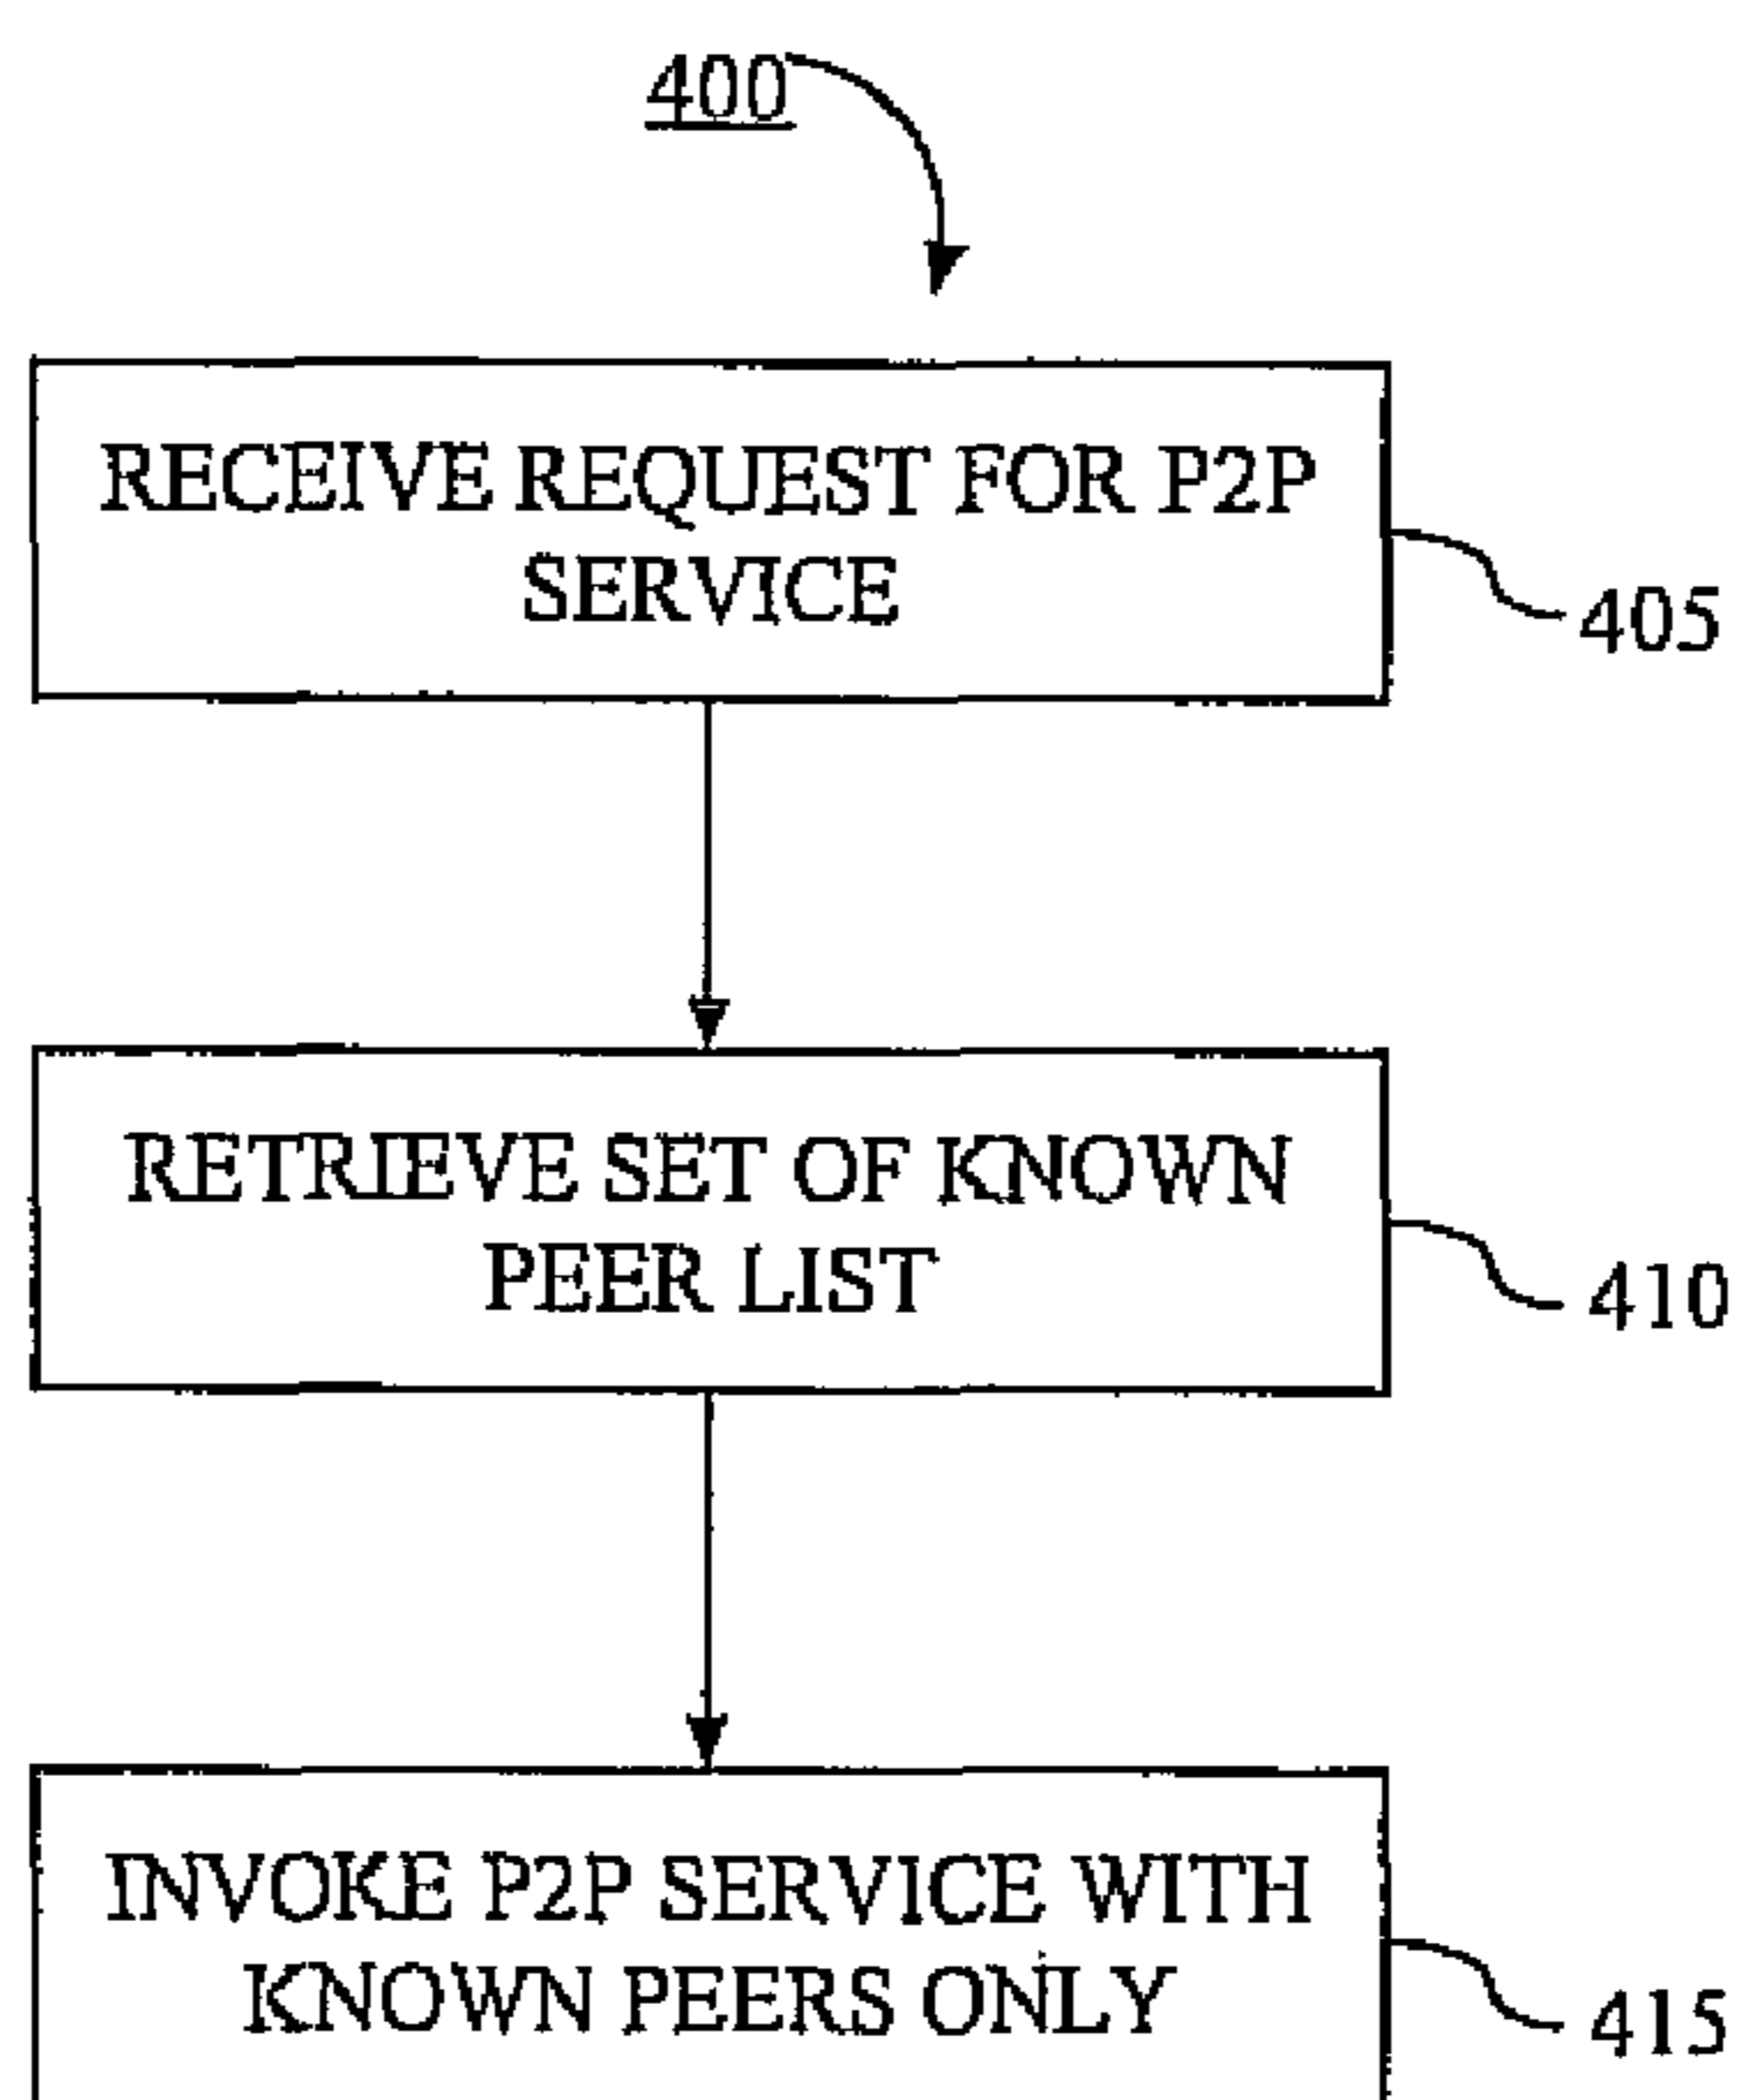 400
RECEIVE REQUEST FOR P2P
SERVICE
405
RETRIEVE SET OF KNOWN
PEER LIST
410
INVOKE P2P SERVICE WITH
KNOWN PEERS ONLY
415